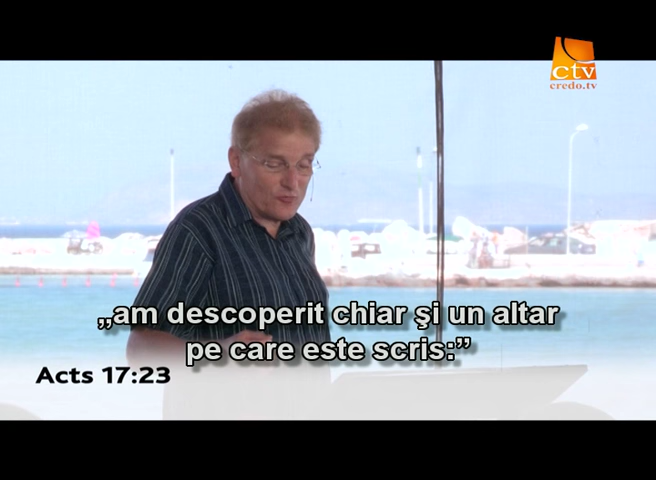 ctv
credo.tv
„am descoperit chiar şi un altar
pe care este scris:”
Acts 17:23